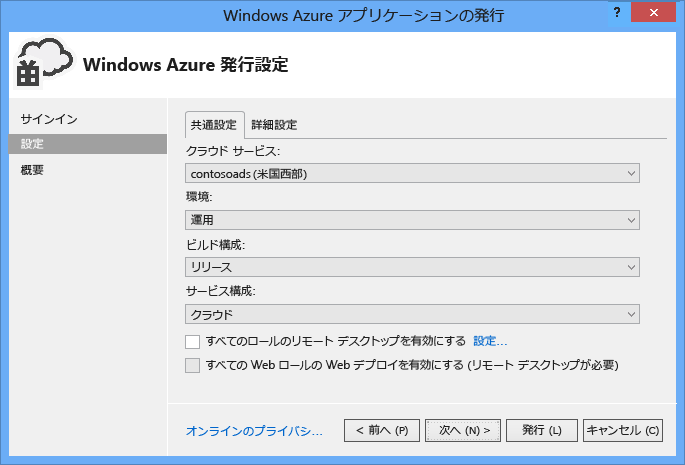 Windows Azure アプリケーションの発行
?
Windows Azure 発行設定
サインイン
設定
概要
共通設定 詳細設定
クラウド サービス:
contosoads (米国西部)
環境:
運用
ビルド構成:
リリース
サービス構成:
クラウド
すべてのロールのリモート デスクトップを有効にする 設定...
すべての Web ロールの Web デプロイを有効にする (リモート デスクトップが必要)
オンラインのプライバシ... < 前へ (P) 次へ (N) > 発行 (L) キャンセル (C)